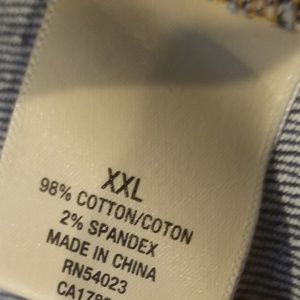 XXL
98% COTTON/COTON
2% SPANDEX
MADE IN CHINA
RN54023